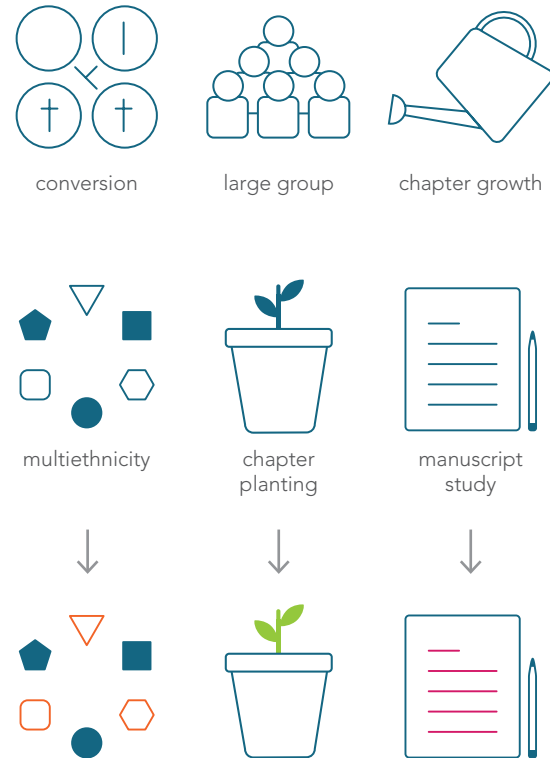 conversion
large group
chapter growth
multiethnicity
chapter
planting
manuscript
study